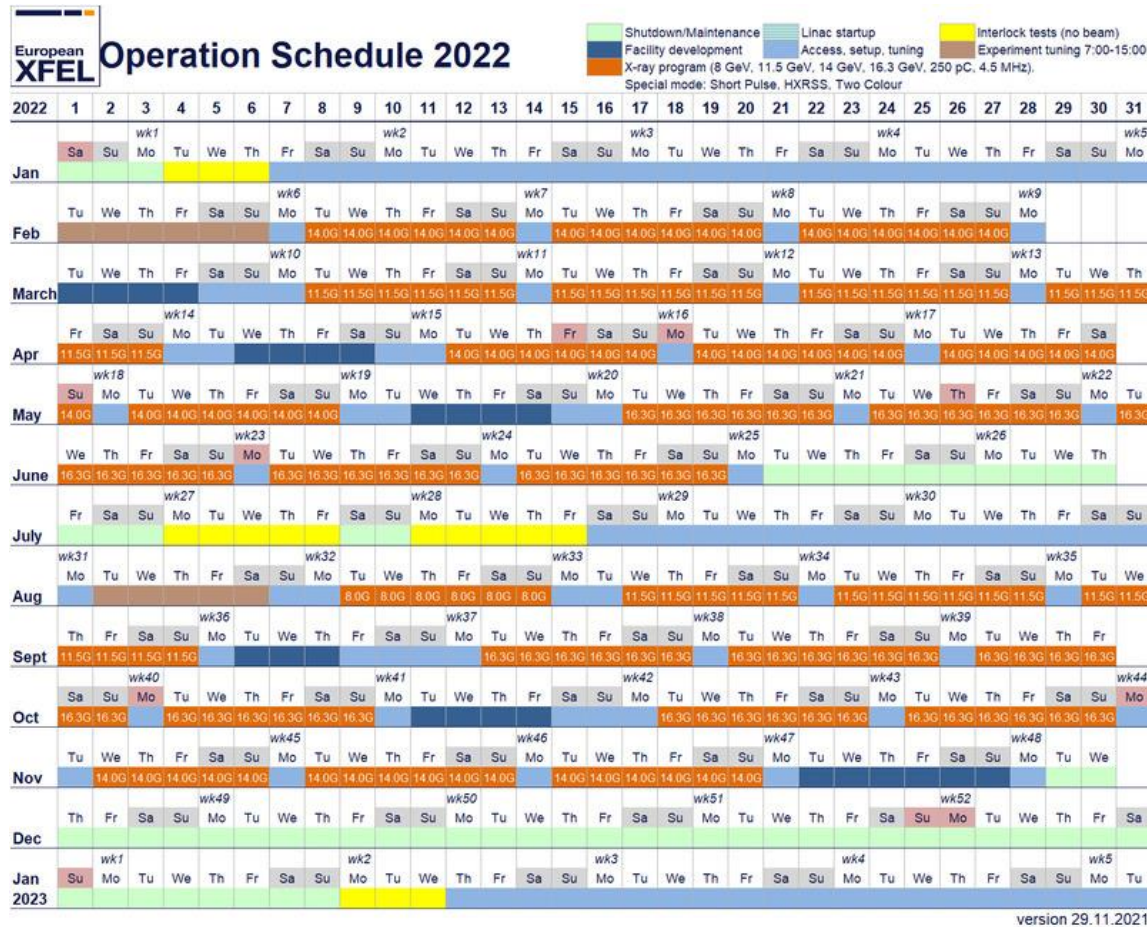 European
XFEL
Operation Schedule 2022
Shutdown/Maintenance Linac startup Interlock tests (no beam)
Facility development Access, setup, tuning Experiment tuning 7:00-15:00
X-ray program (8 GeV, 11.5 GeV, 14 GeV, 16.3 GeV, 250 pC, 4.5 MHz).
Special mode: Short Pulse, HXRSS, Two Colour
2022 1 2 3 4 5 6 7 8 9 10 11 12 13 14 15 16 17 18 19 20 21 22 23 24 25 26 27 28 29 30 31
wk1 wk2 wk3 wk4 wk5
Sa Su Mo Tu We Th Fr Sa Su Mo Tu We Th Fr Sa Su Mo Tu We Th Fr Sa Su Mo Tu We Th Fr Sa Su Mo
Jan
wk6 wk7 wk8 wk9
Tu We Th Fr Sa Su Mo Tu We Th Fr Sa Su Mo Tu We Th Fr Sa Su Mo Tu We Th Fr Sa Su Mo
Feb 14.0G 14.0G 14.0G 14.0G 14.0G 14.0G 14.0G 14.0G 14.0G 14.0G 14.0G 14.0G 14.0G 14.0G 14.0G 14.0G 14.0G 14.0G
wk10 wk11 wk12 wk13
Tu We Th Fr Sa Su Mo Tu We Th Fr Sa Su Mo Tu We Th Fr Sa Su Mo Tu We Th Fr Sa Su Mo Tu We Th
March 11.5G 11.5G 11.5G 11.5G 11.5G 11.5G 11.5G 11.5G 11.5G 11.5G 11.5G 11.5G 11.5G 11.5G 11.5G 11.5G 11.5G 11.5G 11.5G 11.5G 11.5G
wk14 wk15 wk16 wk17
Fr Sa Su Mo Tu We Th Fr Sa Su Mo Tu We Th Fr Sa Su Mo Tu We Th Fr Sa Su Mo Tu We Th Fr Sa
Apr 11.5G 11.5G 11.5G 14.0G 14.0G 14.0G 14.0G 14.0G 14.0G 14.0G 14.0G 14.0G 14.0G 14.0G 14.0G 14.0G 14.0G 14.0G 14.0G 14.0G
wk18 wk19 wk20 wk21 wk22
Su Mo Tu We Th Fr Sa Su Mo Tu We Th Fr Sa Su Mo Tu We Th Fr Sa Su Mo Tu We Th Fr Sa Su Mo Tu
May 14.0G 14.0G 14.0G 14.0G 14.0G 14.0G 14.0G 16.3G 16.3G 16.3G 16.3G 16.3G 16.3G 16.3G 16.3G 16.3G 16.3G 16.3G 16.3G 16.3G
wk23 wk24 wk25 wk26
We Th Fr Sa Su Mo Tu We Th Fr Sa Su Mo Tu We Th Fr Sa Su Mo Tu We Th Fr Sa Su Mo Tu We Th
June 16.3G 16.3G 16.3G 16.3G 16.3G 16.3G 16.3G 16.3G 16.3G 16.3G 16.3G 16.3G 16.3G 16.3G 16.3G 16.3G 16.3G
wk27 wk28 wk29 wk30
Fr Sa Su Mo Tu We Th Fr Sa Su Mo Tu We Th Fr Sa Su Mo Tu We Th Fr Sa Su Mo Tu We Th Fr Sa Su
July
wk31 wk32 wk33 wk34 wk35
Mo Tu We Th Fr Sa Su Mo Tu We Th Fr Sa Su Mo Tu We Th Fr Sa Su Mo Tu We Th Fr Sa Su Mo Tu We
Aug 8.0G 8.0G 8.0G 8.0G 8.0G 8.0G 11.5G 11.5G 11.5G 11.5G 11.5G 11.5G 11.5G 11.5G 11.5G 11.5G 11.5G 11.5G 11.5G
wk36 wk37 wk38 wk39
Th Fr Sa Su Mo Tu We Th Fr Sa Su Mo Tu We Th Fr Sa Su Mo Tu We Th Fr Sa Su Mo Tu We Th Fr
Sept 11.5G 11.5G 11.5G 11.5G 16.3G 16.3G 16.3G 16.3G 16.3G 16.3G 16.3G 16.3G 16.3G 16.3G 16.3G 16.3G 16.3G 16.3G 16.3G 16.3G
wk40 wk41 wk42 wk43 wk44
Sa Su Mo Tu We Th Fr Sa Su Mo Tu We Th Fr Sa Su Mo Tu We Th Fr Sa Su Mo Tu We Th Fr Sa Su Mo
Oct 16.3G 16.3G 16.3G 16.3G 16.3G 16.3G 16.3G 16.3G 16.3G 16.3G 16.3G 16.3G 16.3G 16.3G 16.3G 16.3G 16.3G 16.3G 16.3G 16.3G
wk45 wk46 wk47 wk48
Tu We Th Fr Sa Su Mo Tu We Th Fr Sa Su Mo Tu We Th Fr Sa Su Mo Tu We Th Fr Sa Su Mo Tu We
Nov 14.0G 14.0G 14.0G 14.0G 14.0G 14.0G 14.0G 14.0G 14.0G 14.0G 14.0G 14.0G 14.0G 14.0G 14.0G 14.0G 14.0G
wk49 wk50 wk51 wk52
Th Fr Sa Su Mo Tu We Th Fr Sa Su Mo Tu We Th Fr Sa Su Mo Tu We Th Fr Sa Su Mo Tu We Th Fr Sa
Dec
wk1 wk2 wk3 wk4 wk5
Jan Su Mo Tu We Th Fr Sa Su Mo Tu We Th Fr Sa Su Mo Tu We Th Fr Sa Su Mo Tu We Th Fr Sa Su Mo Tu
2023
version 29.11.2021